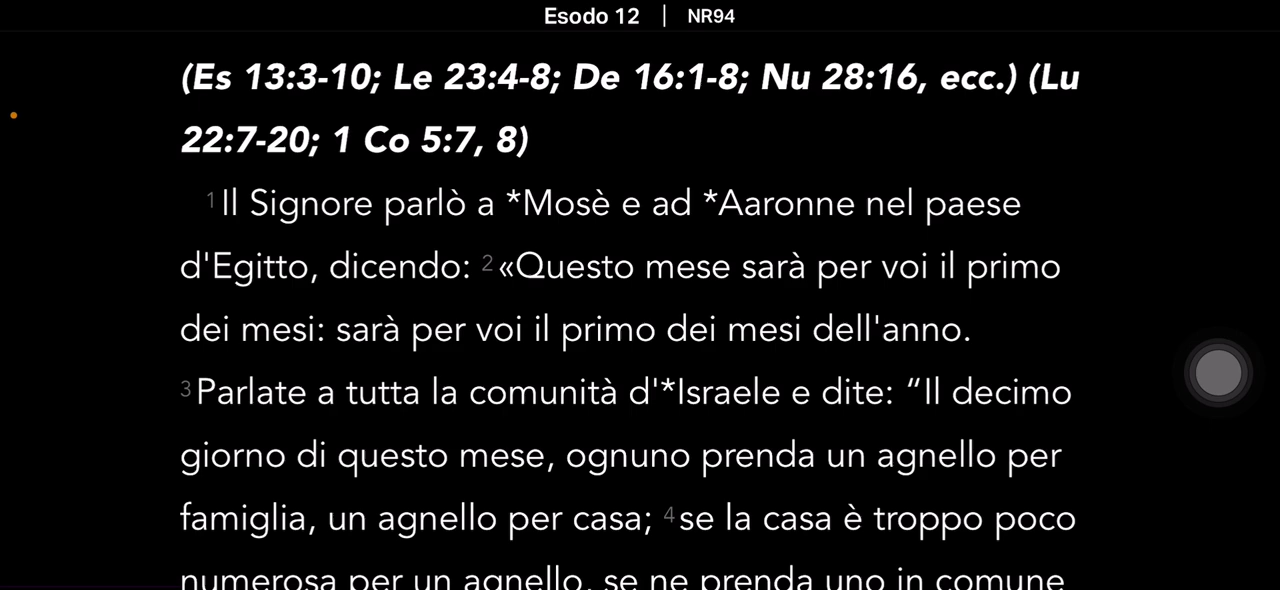 Esodo 12 | NR94
(Es 13:3-10; Le 23:4-8; De 16:1-8; Nu 28:16, ecc.) (Lu
22:7-20; 1 Co 5:7, 8)
1 Il Signore parlò a *Mosè e ad *Aaronne nel paese
d'Egitto, dicendo: 2 «Questo mese sarà per voi il primo
dei mesi: sarà per voi il primo dei mesi dell'anno.
3 Parlate a tutta la comunità d'*Israele e dite: “Il decimo
giorno di questo mese, ognuno prenda un agnello per
famiglia, un agnello per casa; 4 se la casa è troppo poco
numerosa per un agnello, se ne prenda uno in comune